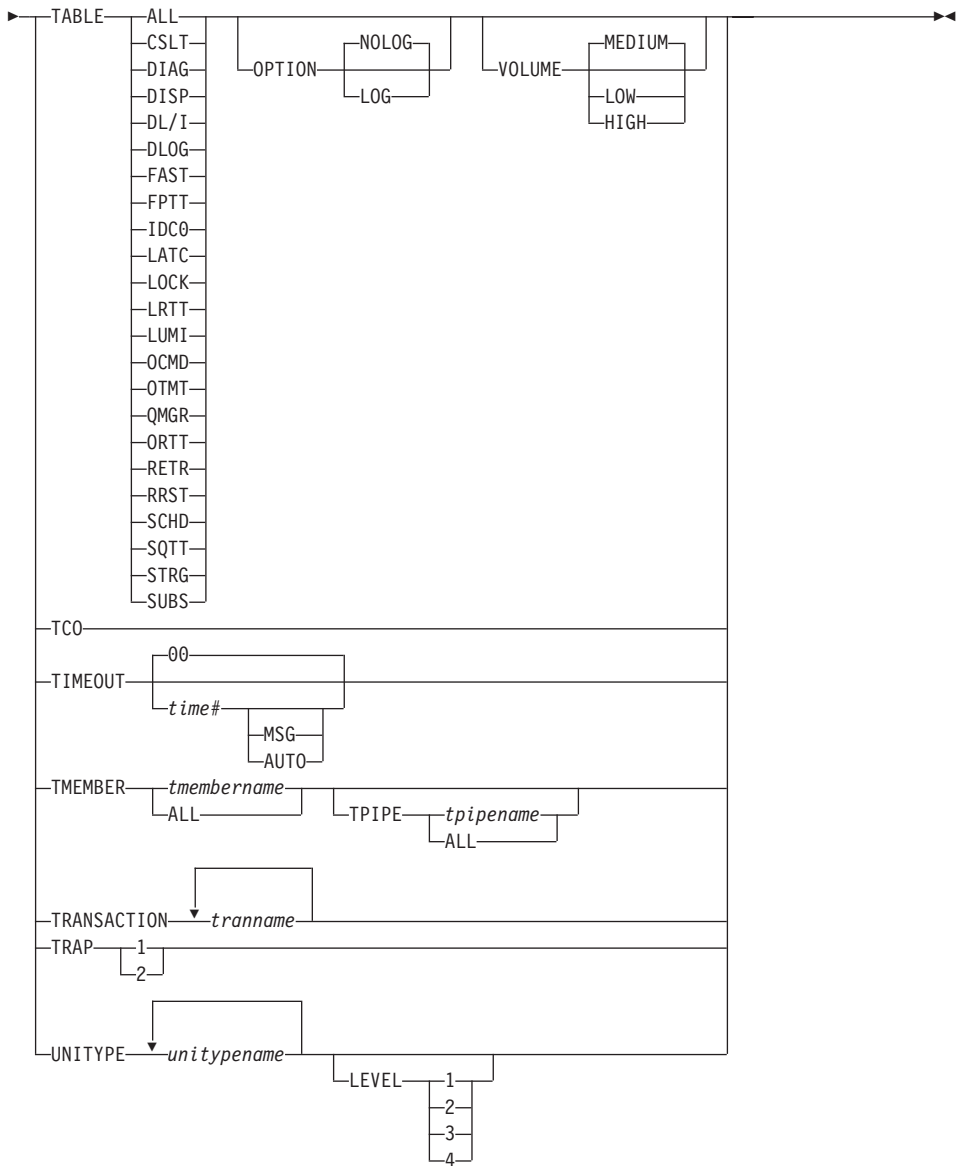 TABLE ALL
CSLT NOLOG MEDIUM
DIAG OPTION VOLUME
DISP LOG LOW
DL/I HIGH
DLOG
FAST
FPTT
IDC0
LATC
LOCK
LRTT
LUMI
OCMD
OTMT
QMGR
ORTT
RETR
RRST
SCHD
SQTT
STRG
SUBS
TCO
00
TIMEOUT
time#
MSG
AUTO
TMEMBER tmembername
ALL TPIPE tpipename
ALL
TRANSACTION tranname
TRAP 1
2
UNITYPE unitypename
LEVEL 1
2
3
4